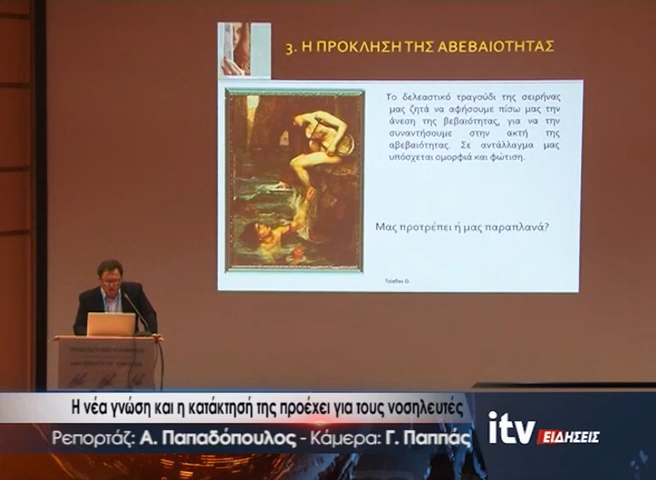 3. Η ΠΡΟΚΛΗΣΗ ΤΗΣ ΑΒΕΒΑΙΟΤΗΤΑΣ
Το δελεαστικό τραγούδι της σειρήνας
μας ζητά να αφήσουμε πίσω μας την
άνεση της βεβαιότητας, για να την
συναντήσουμε στην ακτή της
αβεβαιότητας. Σε αντάλλαγμα μας
υπόσχεται ομορφιά και φώτιση.
Μας προτρέπει ή μας παραπλανά?
Η νέα γνώση και η κατάκτησή της προέχει για τους νοσηλευτές
Ρεπορτάζ: Α. Παπαδόπουλος - Κάμερα: Γ. Παππάς
itv ΕΙΔΗΣΕΙΣ